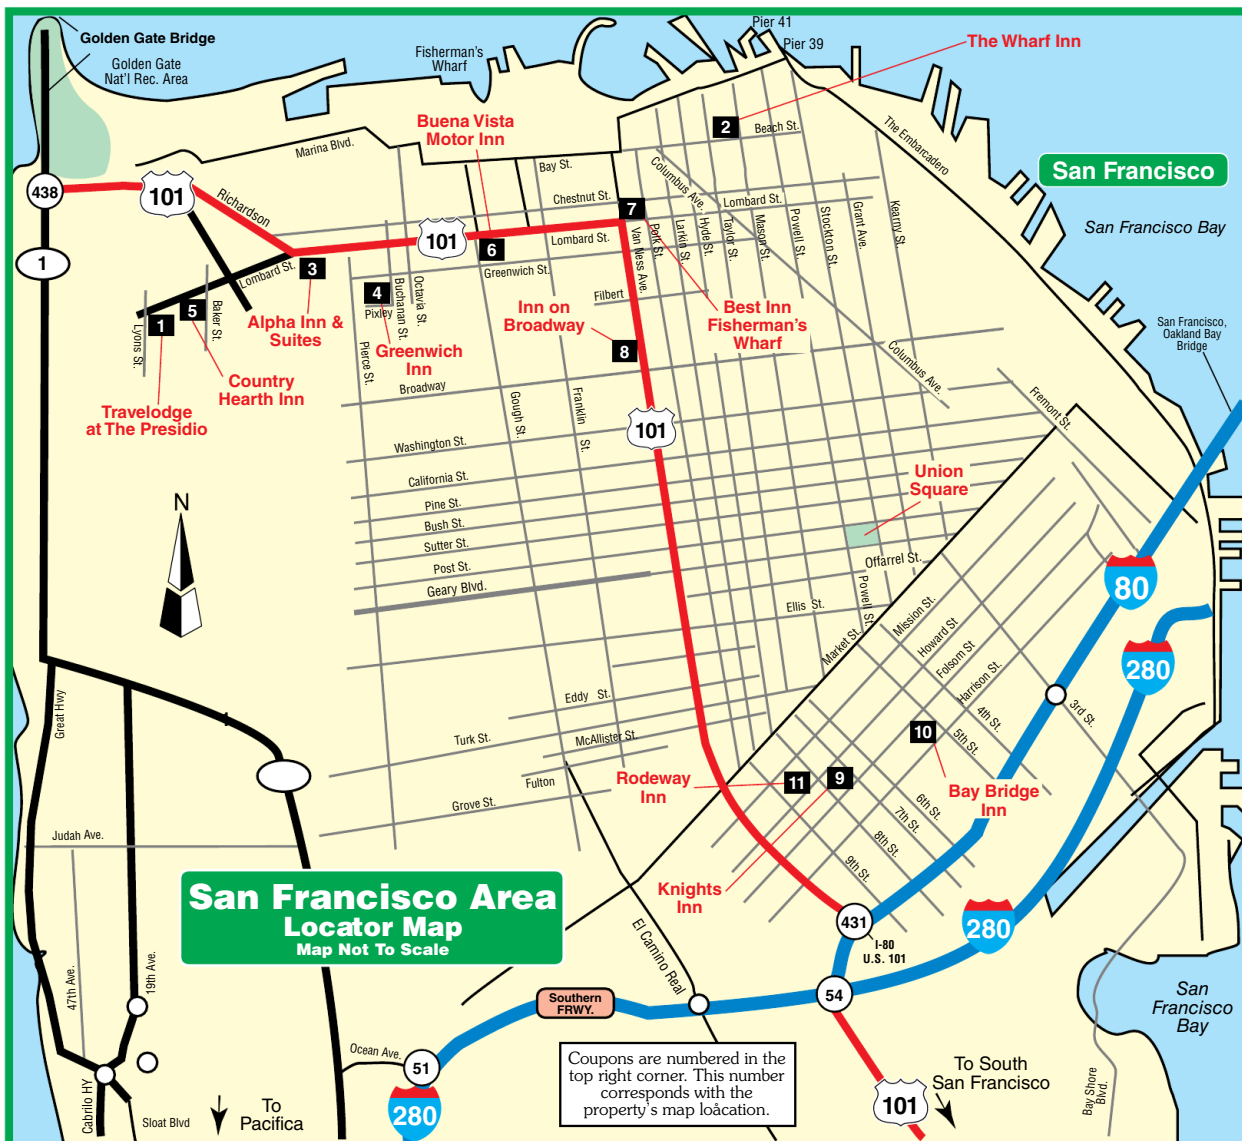 Pier 41
Golden Gate Bridge
Pier 39
The Wharf Inn
Fisherman's
Wharf
Golden Gate
Nat'l Rec. Area
Buena Vista
Motor Inn
2
Beach St.
The Embarcadero
Marina Blvd.
Bay St.
Columbus Ave.
San Francisco
438
101
Richardson
Chestnut St.
7
Lombard St.
San Francisco Bay
101
6
Lombard St.
Van Ness Ave.
Polk St.
Larkin St.
Hyde St.
Taylor St.
Mason St.
Powell St.
Stockton St.
Grant Ave.
Kearny St.
1
Lombard St.
3
Greenwich St.
4
Pixley
Buchanan St.
Octavia St.
Filbert
Inn on
Broadway
Best Inn
Fisherman's
Wharf
San Francisco,
Oakland Bay
Bridge
1
5
Lyons St.
Baker St.
Alpha Inn &
Suites
Pierce St.
Greenwich
Inn
8
Columbus Ave.
Country
Hearth Inn
Broadway
Travelodge
at The Presidio
Gough St.
Franklin
St.
101
Fremont St.
Washington St.
California St.
Union
Square
N
Pine St.
Bush St.
Sutter St.
Post St.
Geary Blvd.
Offarrel St.
80
Ellis St.
Powell St.
Mission St.
Howard St
Folsom St
Harrison St.
Market St.
280
Great Hwy
Eddy St.
4th St.
3rd St.
Turk St.
McAllister St.
10
5th St.
Fulton
Rodeway
Inn
11
9
Bay Bridge
Inn
Grove St.
6th St.
7th St.
8th St.
9th St.
Judah Ave.
San Francisco Area
Locator Map
Map Not To Scale
Knights
Inn
431
I-80
U.S. 101
280
El Camino Real
47th Ave.
19th Ave.
Southern
FRWY.
54
San
Francisco
Bay
Ocean Ave.
51
Coupons are numbered in the
top right corner. This number
corresponds with the
property's map loåcation.
To South
San Francisco
Bay Shore
Blvd.
Cabrilo HY
Sloat Blvd
To
Pacifica
280
101